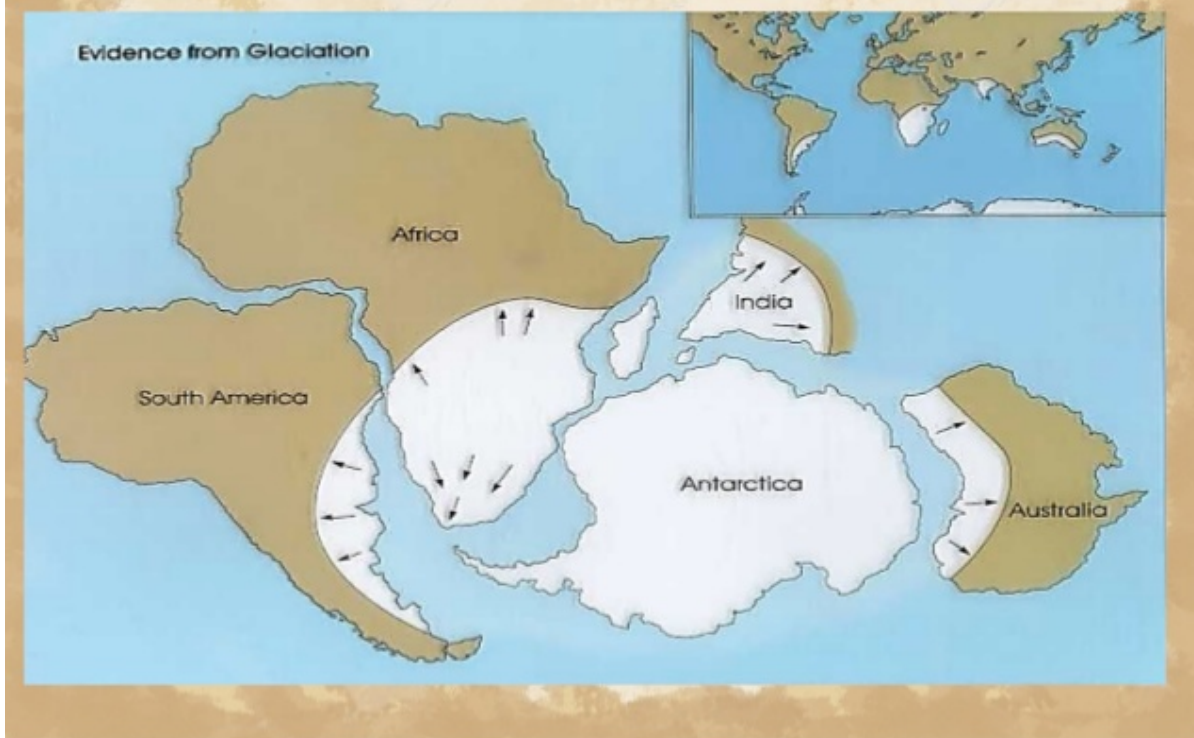 Evidence from Glaciation
Africa
India
South America
Antarctica
Australia